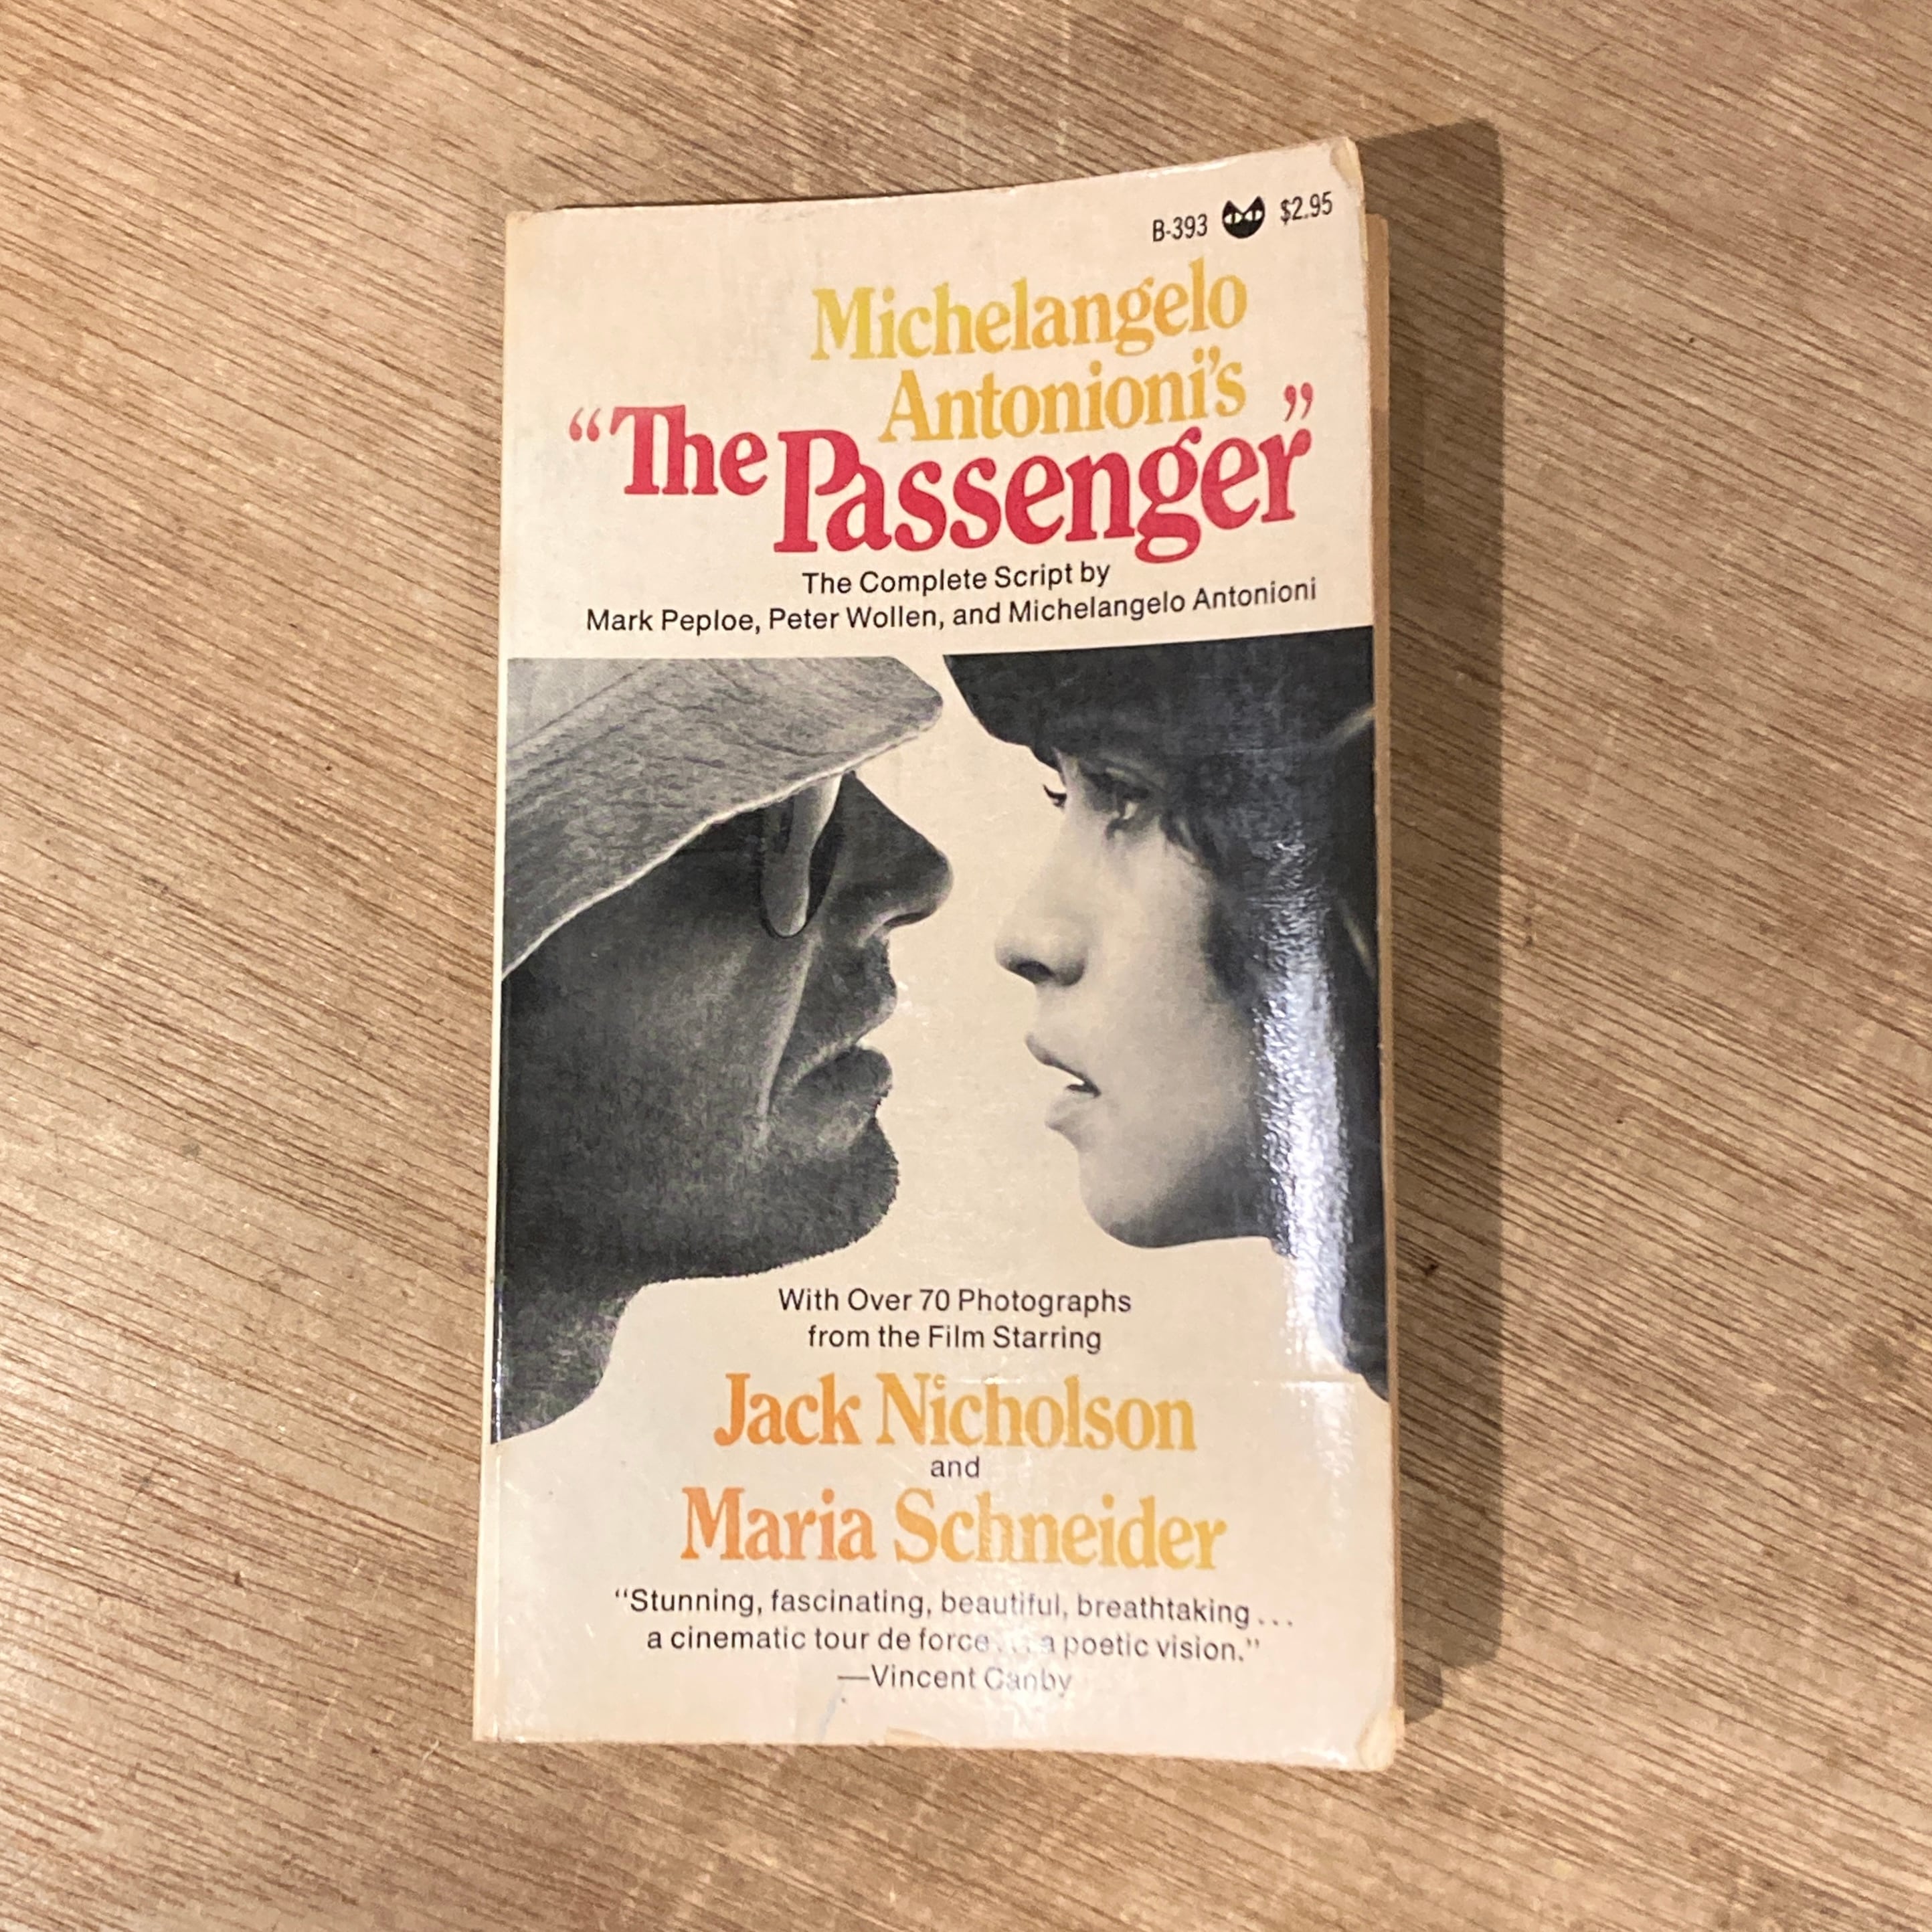 B-393 $2.95
Michelangelo
Antonioni's
“The Passenger”
The Complete Script by
Mark Peploe, Peter Wollen, and Michelangelo Antonioni
With Over 70 Photographs
from the Film Starring
Jack Nicholson
and
Maria Schneider
“Stunning, fascinating, beautiful, breathtaking...
a cinematic tour de force... a poetic vision.”
—Vincent Canby